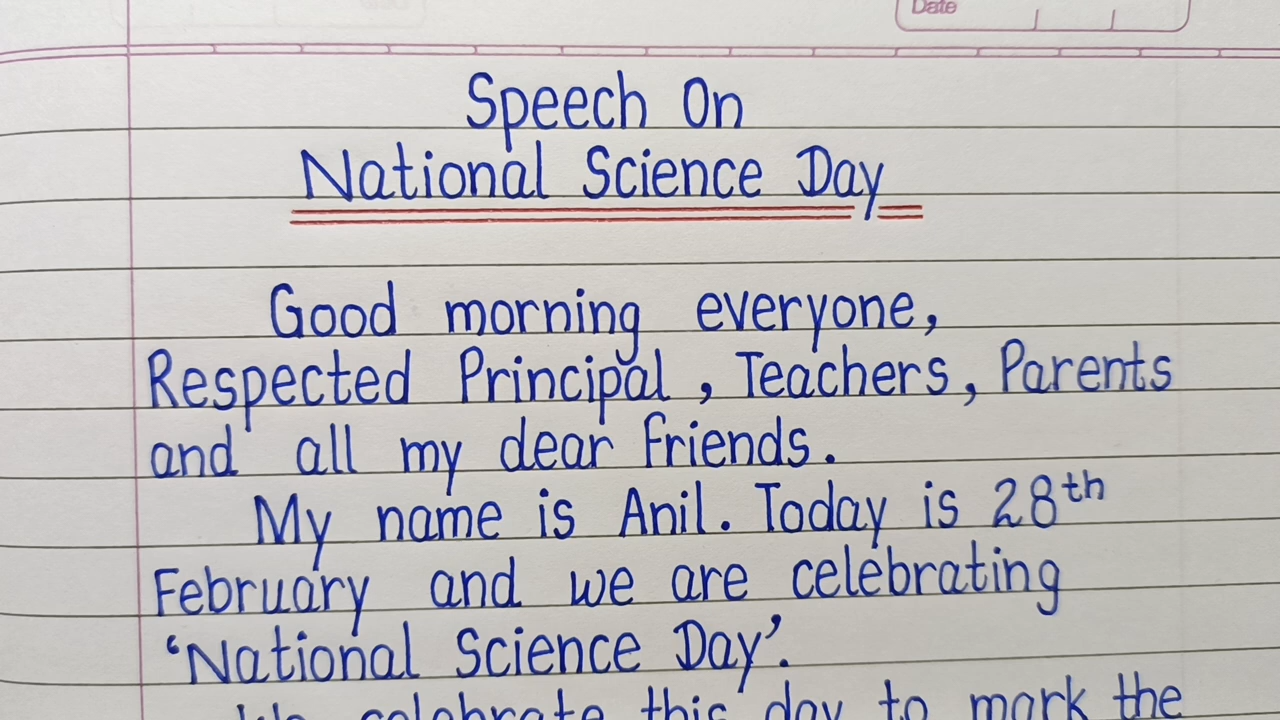 Date
Speech On
National Science Day
Good morning everyone,
Respected Principal, Teachers, Parents
and all my dear friends.
My name is Anil. Today is 28th
February and we are celebrating
‘National Science Day’.
We celebrate this day to mark the